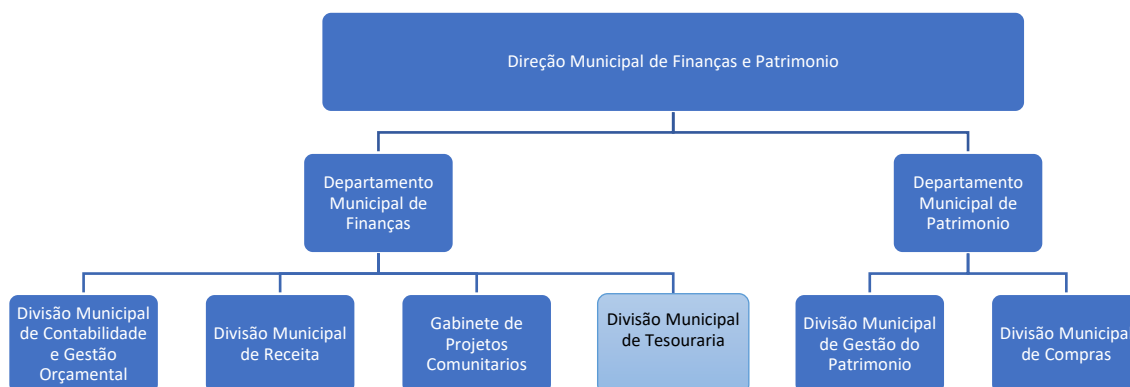 Direção Municipal de Finanças e Patrimonio
Departamento
Municipal de
Finanças
Departamento
Municipal de
Patrimonio
Divisão Municipal
de Contabilidade
e Gestão
Orçamental
Divisão Municipal
de Receita
Gabinete de
Projetos
Comunitarios
Divisão Municipal
de Tesouraria
Divisão Municipal
de Gestão do
Patrimonio
Divisão Municipal
de Compras